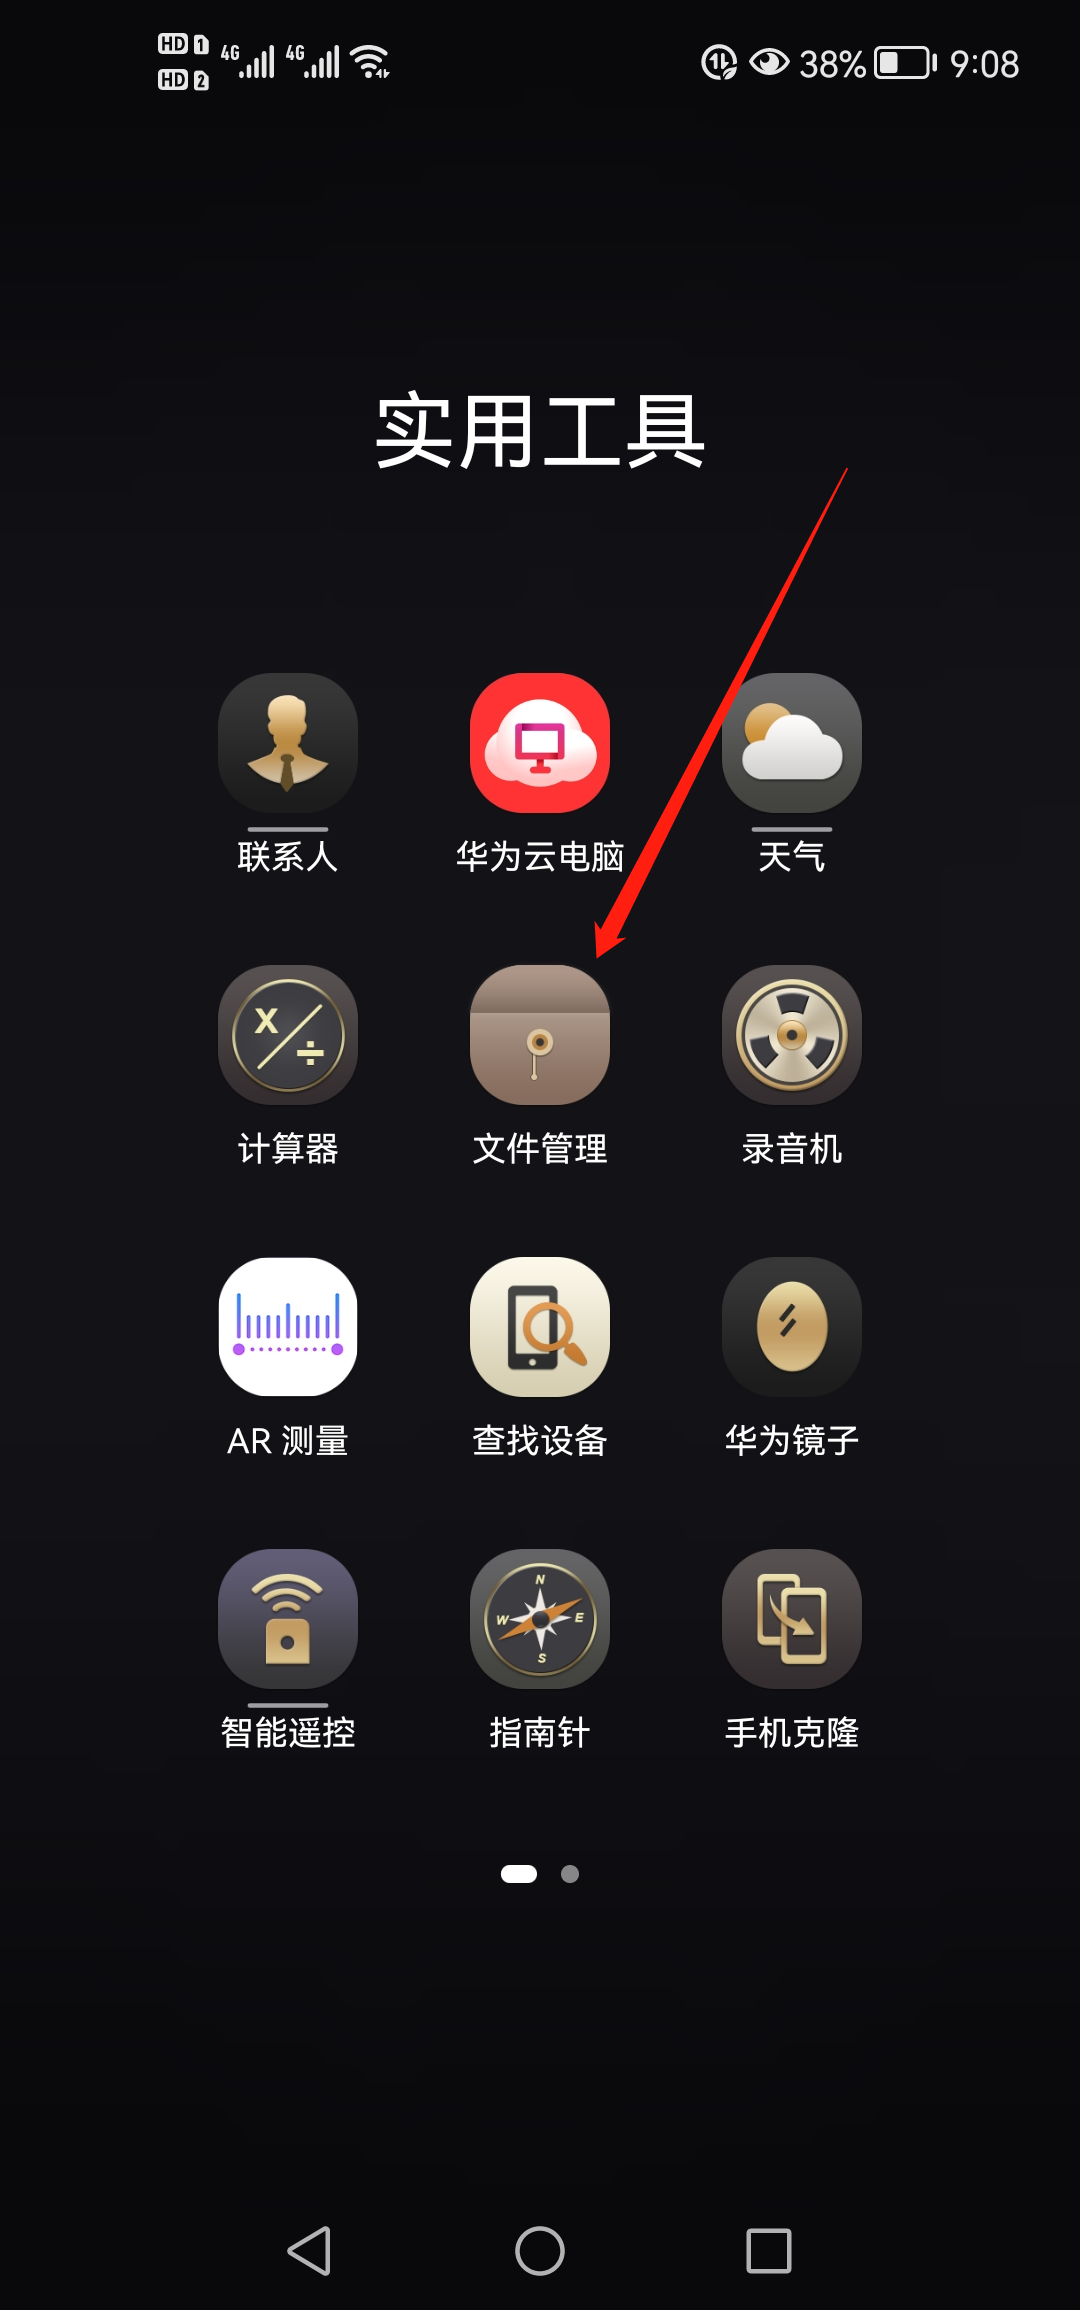 HD 1 4G 4G 38% 9:08
HD 2
实用工具
联系人 华为云电脑 天气
X ÷
计算器 文件管理 录音机
AR 测量 查找设备 华为镜子
N
W E
S
智能遥控 指南针 手机克隆